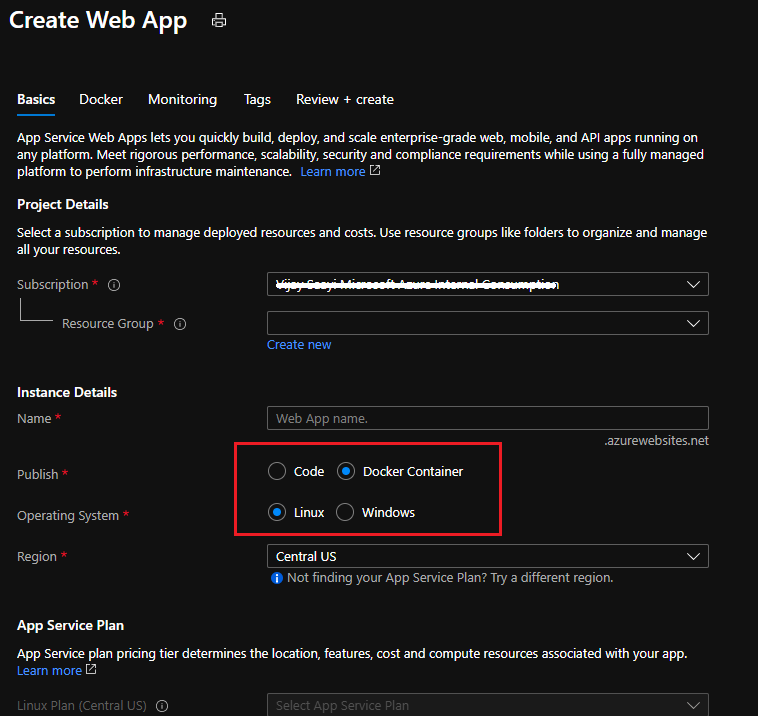 Create Web App
Basics Docker Monitoring Tags Review + create
App Service Web Apps lets you quickly build, deploy, and scale enterprise-grade web, mobile, and API apps running on
any platform. Meet rigorous performance, scalability, security and compliance requirements while using a fully managed
platform to perform infrastructure maintenance. Learn more
Project Details
Select a subscription to manage deployed resources and costs. Use resource groups like folders to organize and manage
all your resources.
Subscription *
Resource Group *
Create new
Instance Details
Name * Web App name.
.azurewebsites.net
Publish * Code Docker Container
Operating System * Linux Windows
Region * Central US
Not finding your App Service Plan? Try a different region.
App Service Plan
App Service plan pricing tier determines the location, features, cost and compute resources associated with your app.
Learn more
Linux Plan (Central US) Select App Service Plan